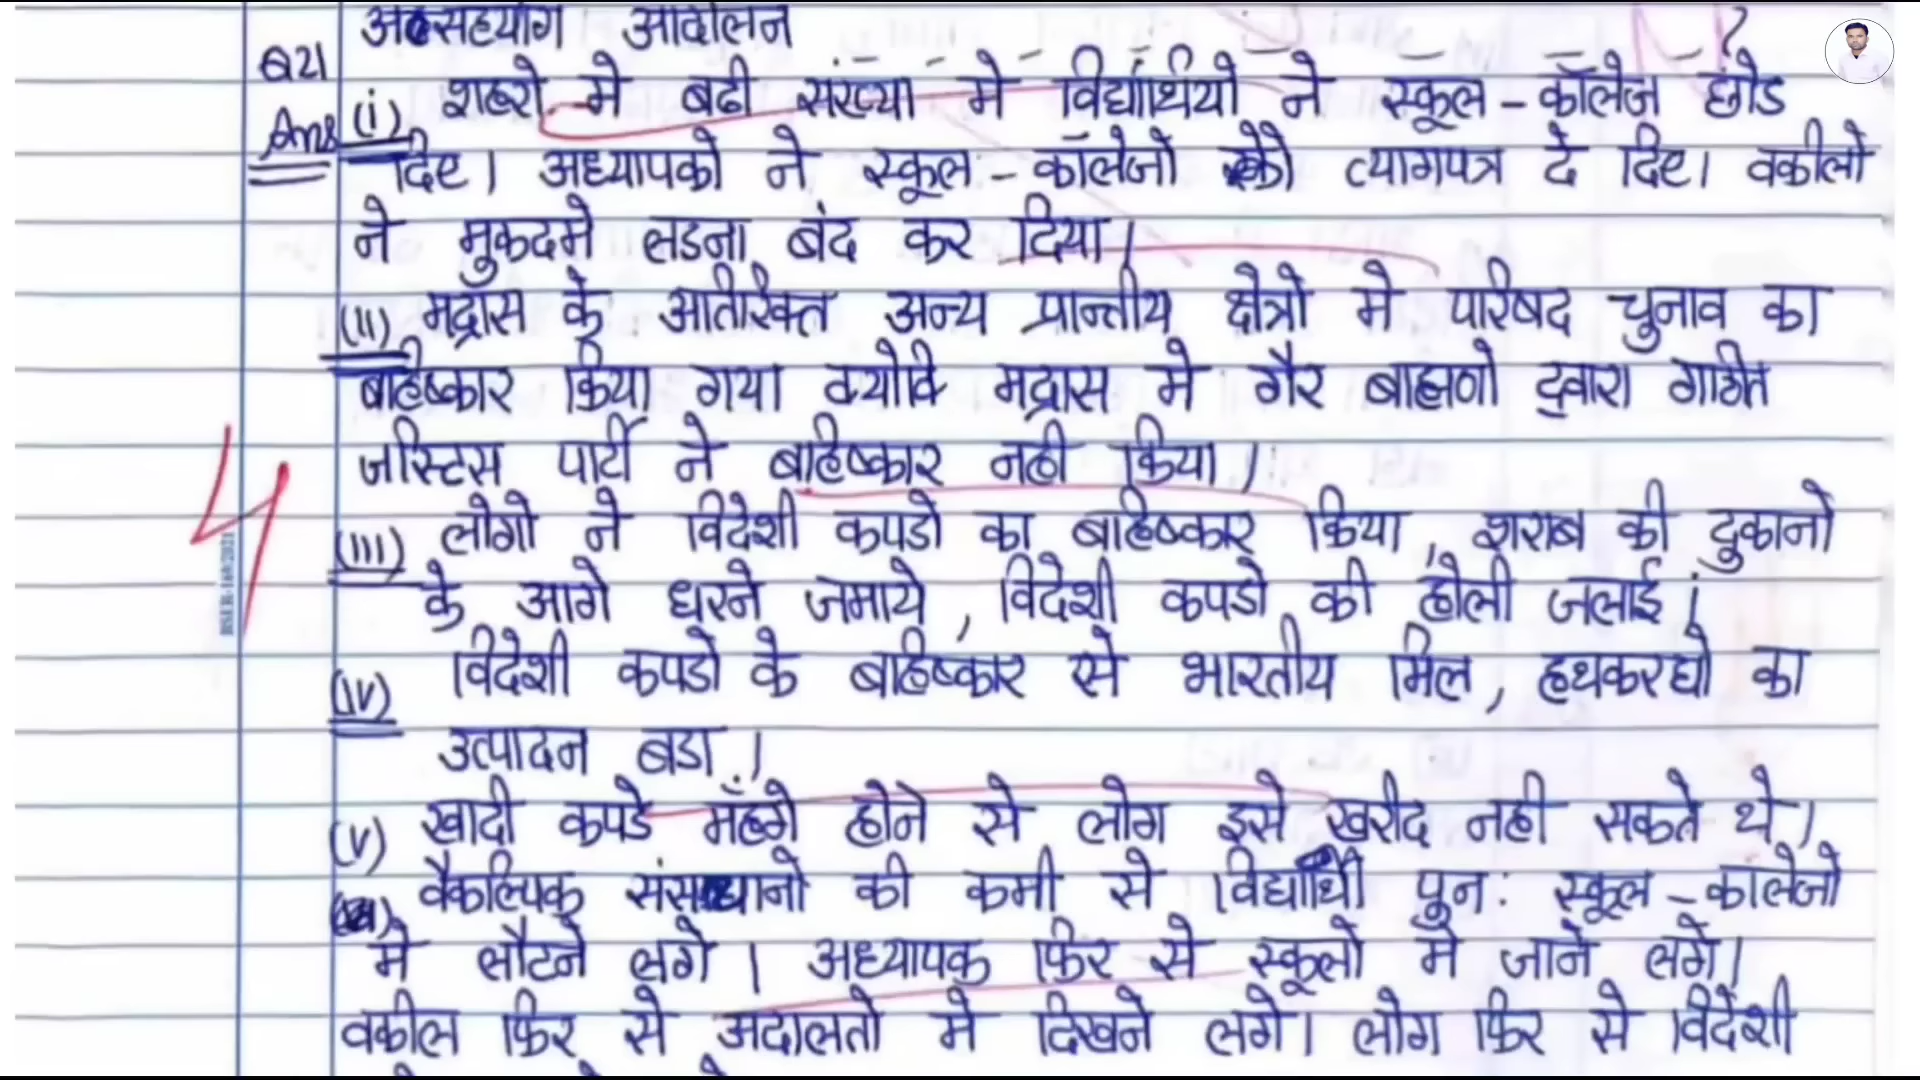 असहयोग आंदोलन
Q21
Ans (i) शहरो मे बढी संख्या मे विद्यार्थियो ने स्कूल - कॉलेज छोड
दिए। अध्यापको ने स्कूल - कॉलेजो को त्यागपत्र दे दिए। वकीलो
ने मुकदमे लडना बंद कर दिया।
(ii) मद्रास के अतिरिक्त अन्य प्रान्तीय क्षेत्रो मे परिषद चुनाव का
बहिष्कार किया गया क्योकि मद्रास मे गैर बाह्मणो द्वारा गठित
जस्टिस पार्टी ने बहिष्कार नही किया।
(iii) लोगो ने विदेशी कपडो का बहिष्कार किया, शराब की दुकानो
के आगे धरने जमाये, विदेशी कपडो की होली जलाई।
(iv) विदेशी कपडो के बहिष्कार से भारतीय मिल, हथकरघो का
उत्पादन बडा।
(v) खादी कपडे महँगे होने से लोग इसे खरीद नही सकते थे।
वैकल्पिक संस्थानो की कमी से विद्यार्थी पुन: स्कूल - कालेजो
मे लौटने लगे। अध्यापक फिर से स्कूलो मे जाने लगे।
वकील फिर से अदालतो मे दिखने लगे। लोग फिर से विदेशी
4